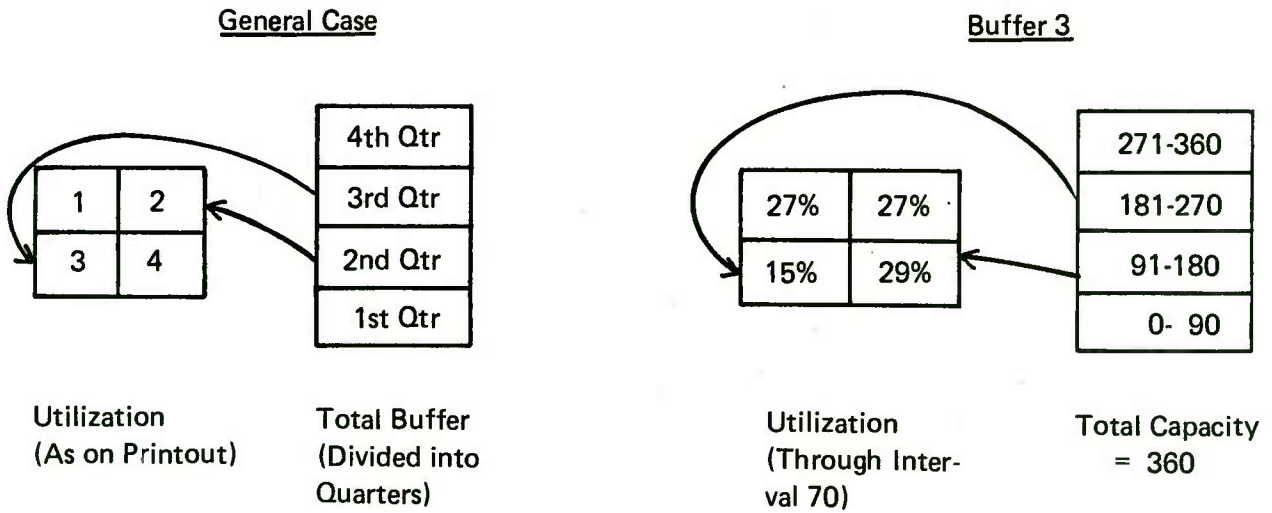 General Case
1 2
3 4
4th Qtr
3rd Qtr
2nd Qtr
1st Qtr
Utilization
(As on Printout)
Total Buffer
(Divided into
Quarters)
Buffer 3
27% 27%
15% 29%
271-360
181-270
91-180
0- 90
Utilization
(Through Inter-
val 70)
Total Capacity
= 360